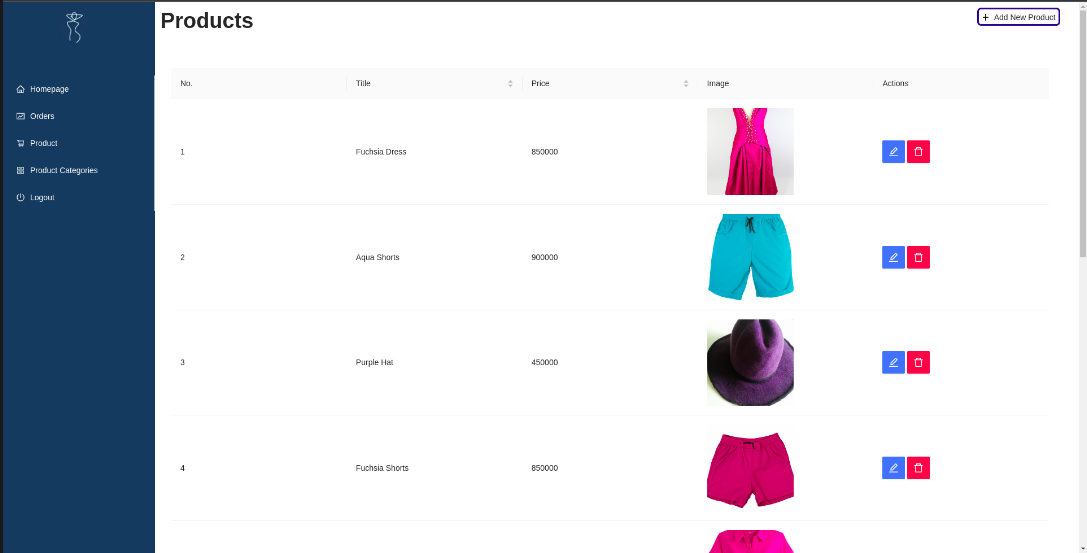 Products
+ Add New Product
Homepage
Orders
Product
Product Categories
Logout
No. Title Price Image Actions
1 Fuchsia Dress 850000
2 Aqua Shorts 900000
3 Purple Hat 450000
4 Fuchsia Shorts 850000